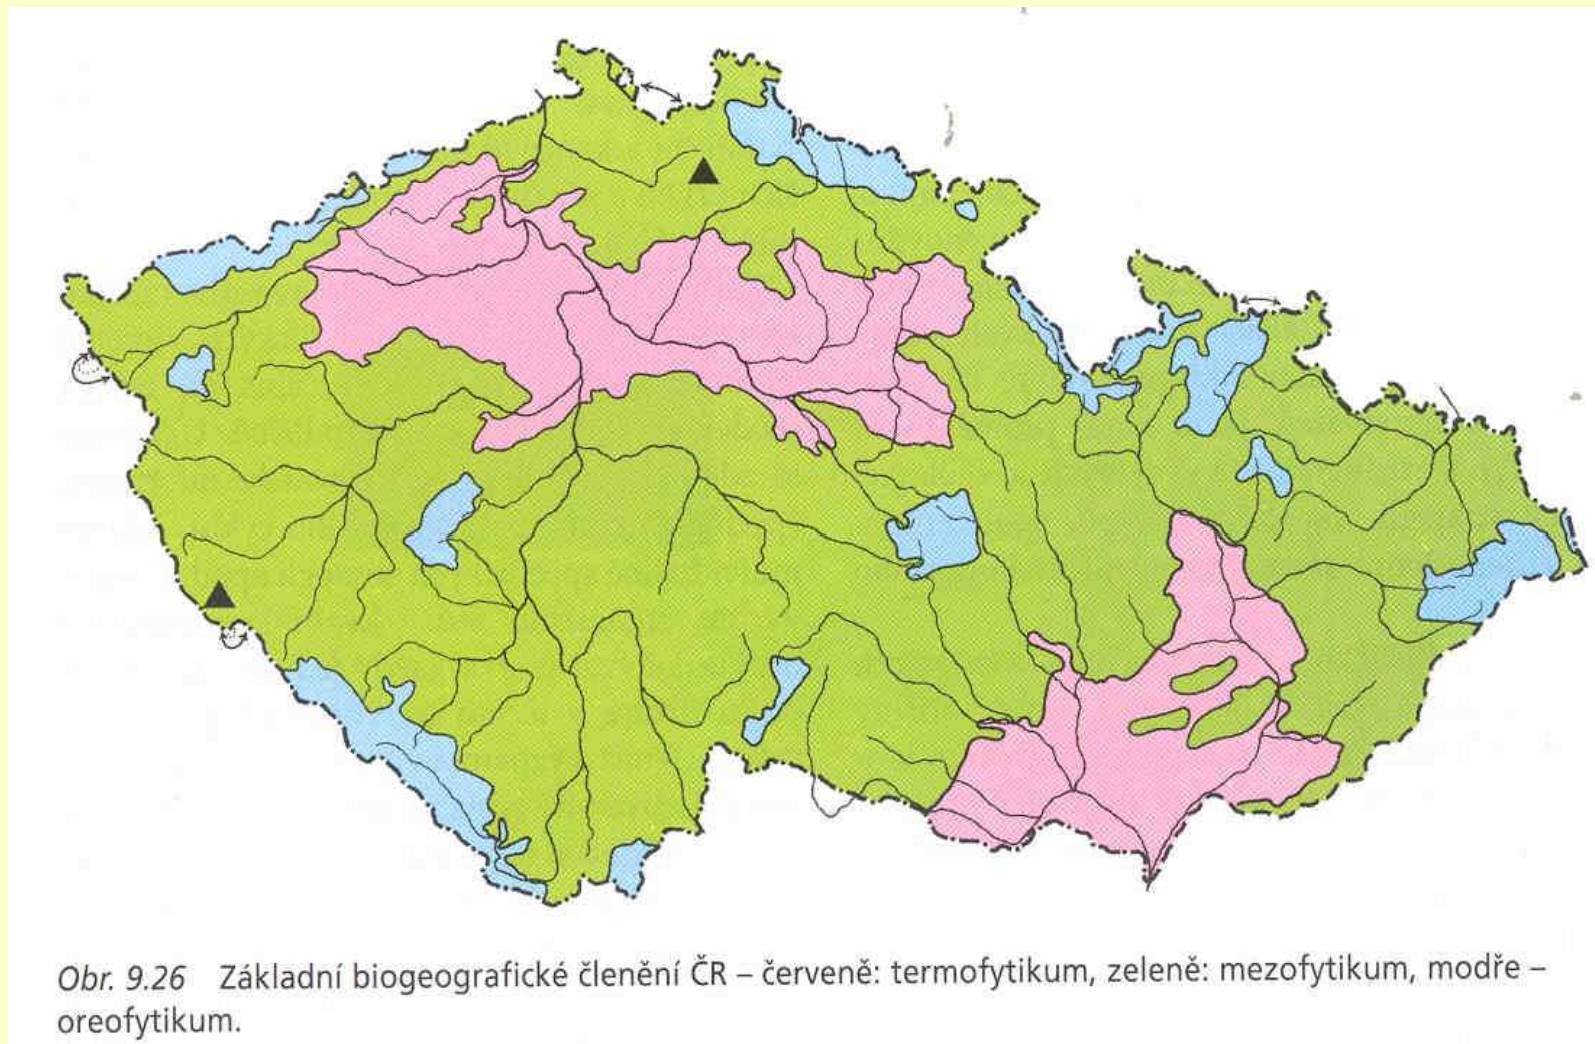 Obr. 9.26 Základní biogeografické členění ČR – červeně: termofytikum, zeleně: mezofytikum, modře –
oreofytikum.